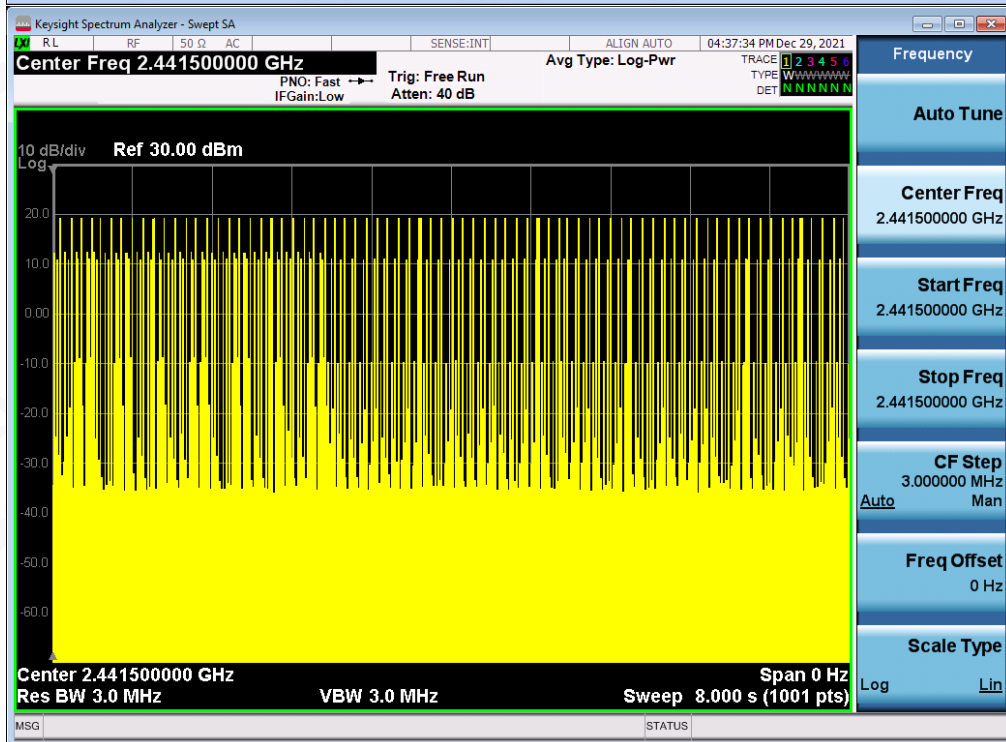 Keysight Spectrum Analyzer - Swept SA
LXI RL RF 50 Ω AC SENSE:INT ALIGN AUTO 04:37:34 PM Dec 29, 2021
Center Freq 2.441500000 GHz
PNO: Fast
IFGain:Low
Trig: Free Run
Atten: 40 dB
Avg Type: Log-Pwr
TRACE 1 2 3 4 5 6
TYPE WWWWWWW
DET N N N N N N
10 dB/div Ref 30.00 dBm
Log
20.0
10.0
0.00
-10.0
-20.0
-30.0
-40.0
-50.0
-60.0
Center 2.441500000 GHz Span 0 Hz
Res BW 3.0 MHz VBW 3.0 MHz Sweep 8.000 s (1001 pts)
MSG STATUS
Frequency
Auto Tune
Center Freq
2.441500000 GHz
Start Freq
2.441500000 GHz
Stop Freq
2.441500000 GHz
CF Step
3.000000 MHz
Auto Man
Freq Offset
0 Hz
Scale Type
Log Lin